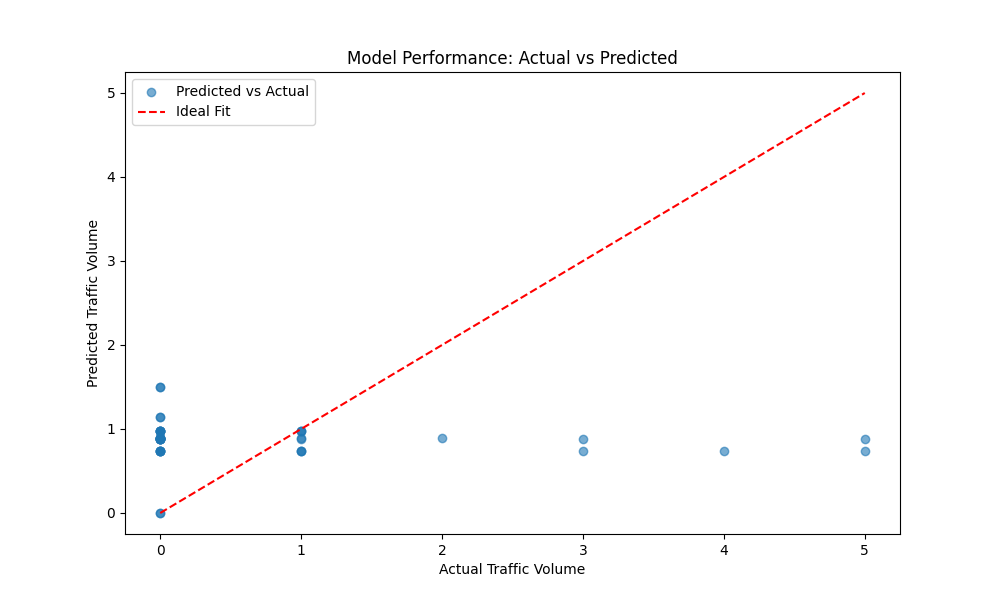 Model Performance: Actual vs Predicted
Predicted vs Actual
Ideal Fit
Predicted Traffic Volume
5
4
3
2
1
0
0 1 2 3 4 5
Actual Traffic Volume